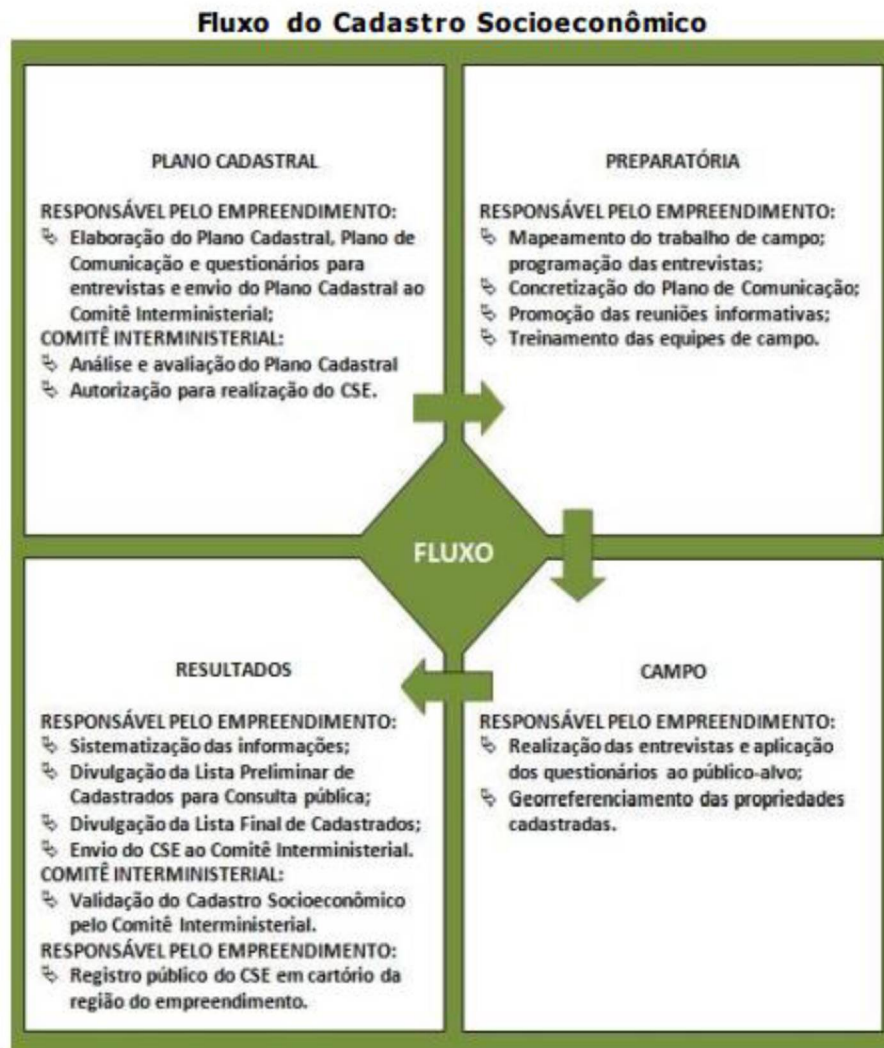 Fluxo do Cadastro Socioeconômico
PLANO CADASTRAL
RESPONSÁVEL PELO EMPREENDIMENTO:
Elaboração do Plano Cadastral, Plano de
Comunicação e questionários para
entrevistas e envio do Plano Cadastral ao
Comitê Interministerial;
COMITÊ INTERMINISTERIAL:
Análise e avaliação do Plano Cadastral
Autorização para realização do CSE.
PREPARATÓRIA
RESPONSÁVEL PELO EMPREENDIMENTO:
Mapeamento do trabalho de campo;
programação das entrevistas;
Concretização do Plano de Comunicação;
Promoção das reuniões informativas;
Treinamento das equipes de campo.
FLUXO
RESULTADOS
RESPONSÁVEL PELO EMPREENDIMENTO:
Sistematização das informações;
Divulgação da Lista Preliminar de
Cadastrados para Consulta pública;
Divulgação da Lista Final de Cadastrados;
Envio do CSE ao Comitê Interministerial.
COMITÊ INTERMINISTERIAL:
Validação do Cadastro Socioeconômico
pelo Comitê Interministerial.
RESPONSÁVEL PELO EMPREENDIMENTO:
Registro público do CSE em cartório da
região do empreendimento.
CAMPO
RESPONSÁVEL PELO EMPREENDIMENTO:
Realização das entrevistas e aplicação
dos questionários ao público-alvo;
Georreferenciamento das propriedades
cadastradas.